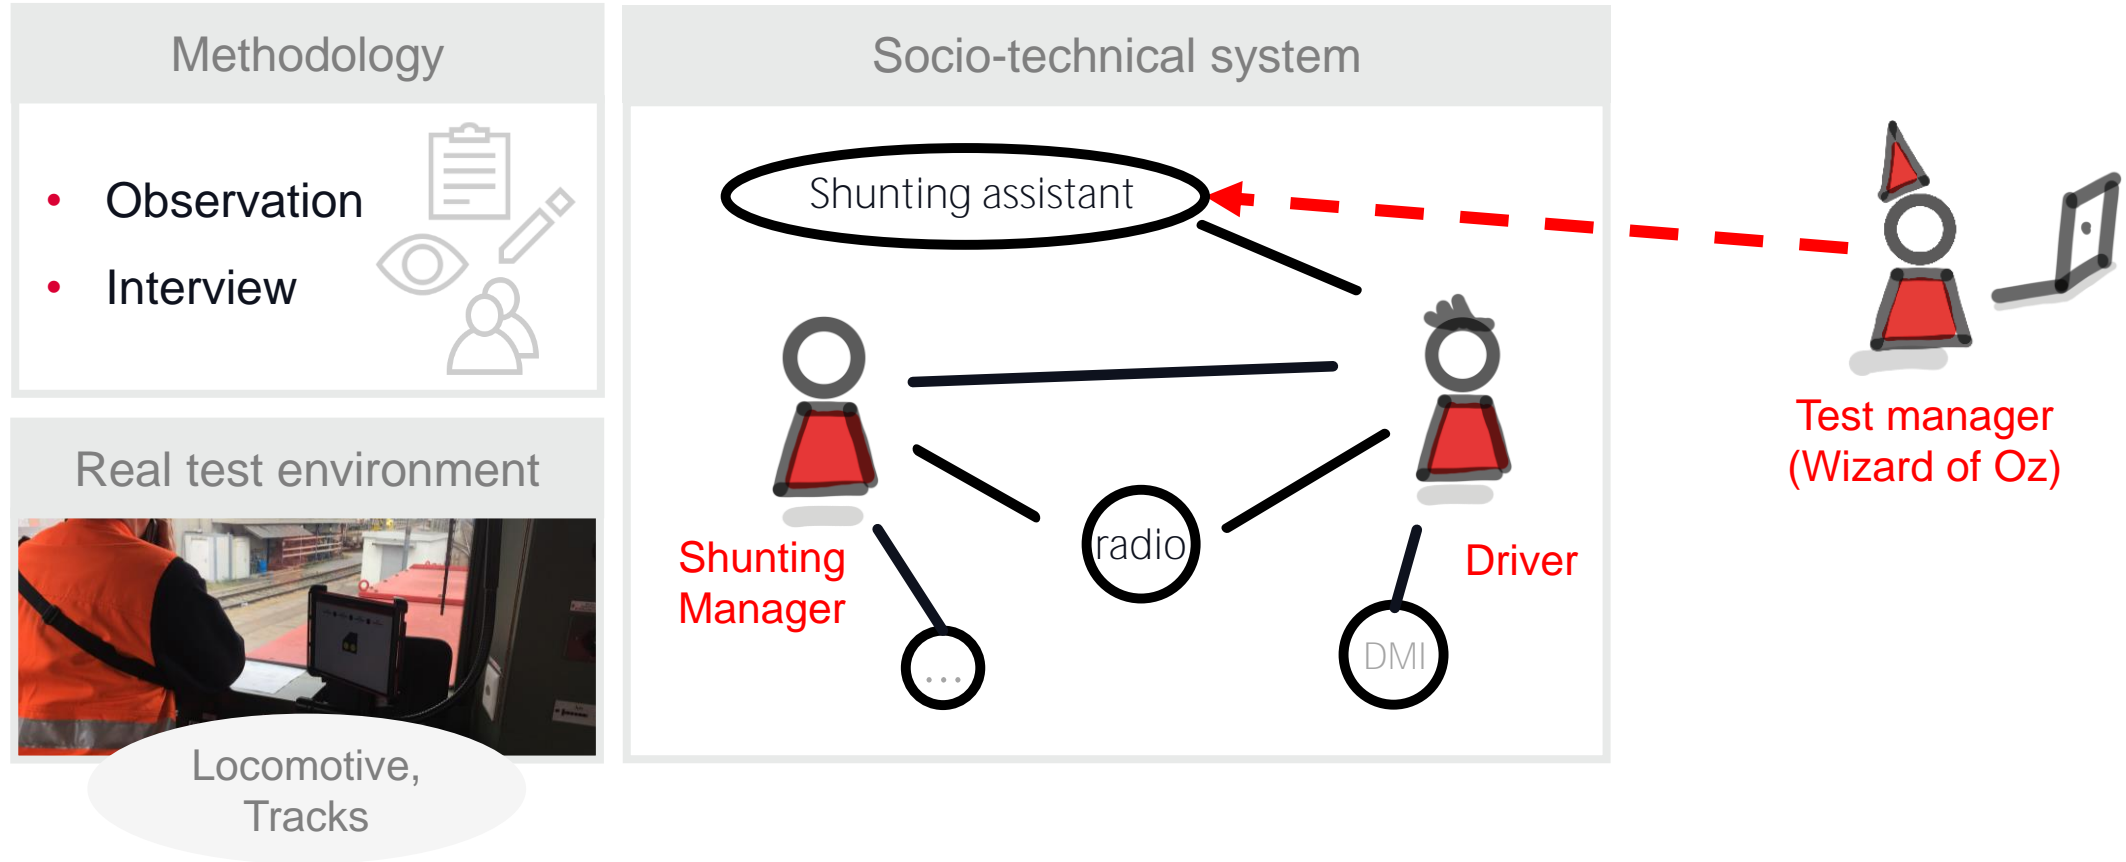 Methodology
• Observation
• Interview
Real test environment
Locomotive,
Tracks
Socio-technical system
Shunting assistant
Shunting
Manager
radio
Driver
...
DMI
Test manager
(Wizard of Oz)